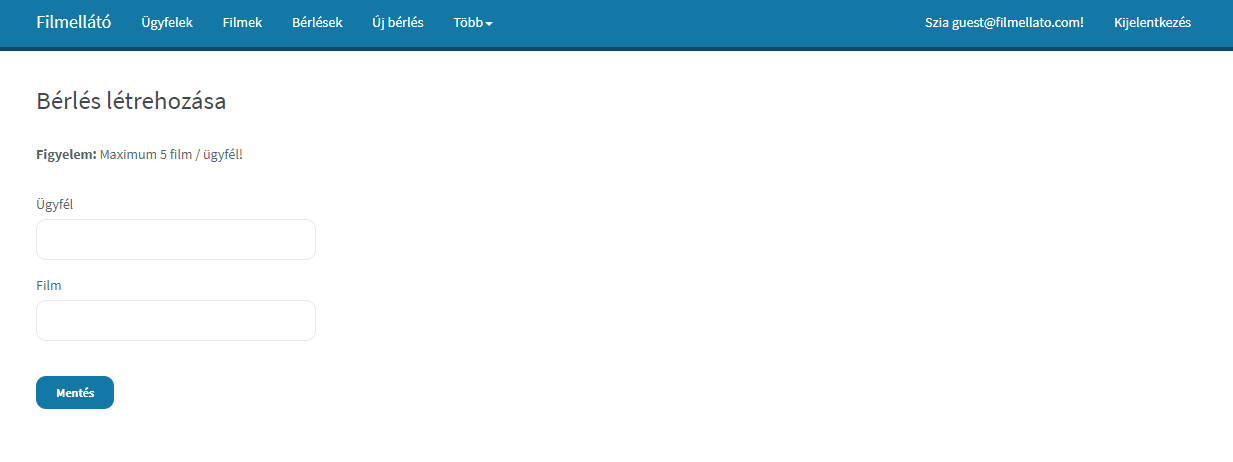 Filmellátó Ügyfelek Filmek Bérlések Új bérlés Több Szia guest@filmellato.com! Kijelentkezés
Bérlés létrehozása
Figyelem: Maximum 5 film / ügyfél!
Ügyfél
Film
Mentés